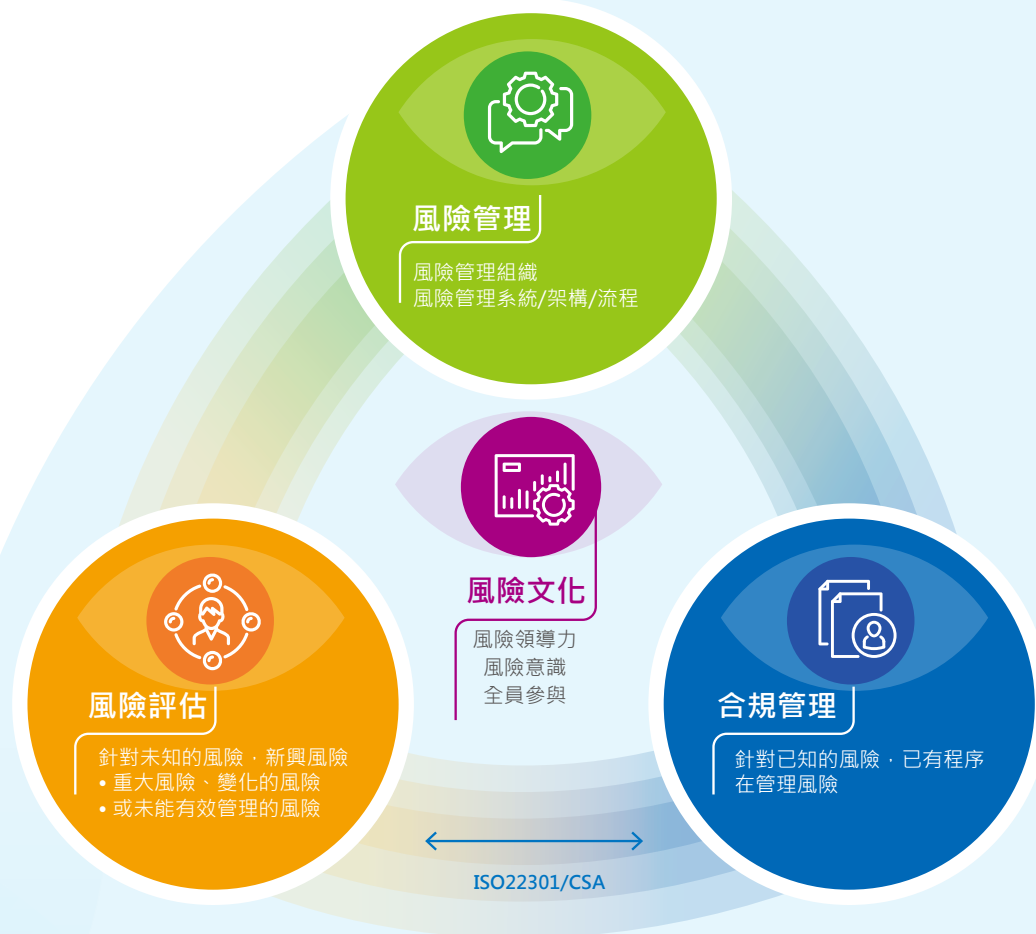 風險管理
風險管理組織
風險管理系統/架構/流程
風險文化
風險領導力
風險意識
全員參與
風險評估
針對未知的風險，新興風險
• 重大風險、變化的風險
• 或未能有效管理的風險
合規管理
針對已知的風險，已有程序
在管理風險
ISO22301/CSA